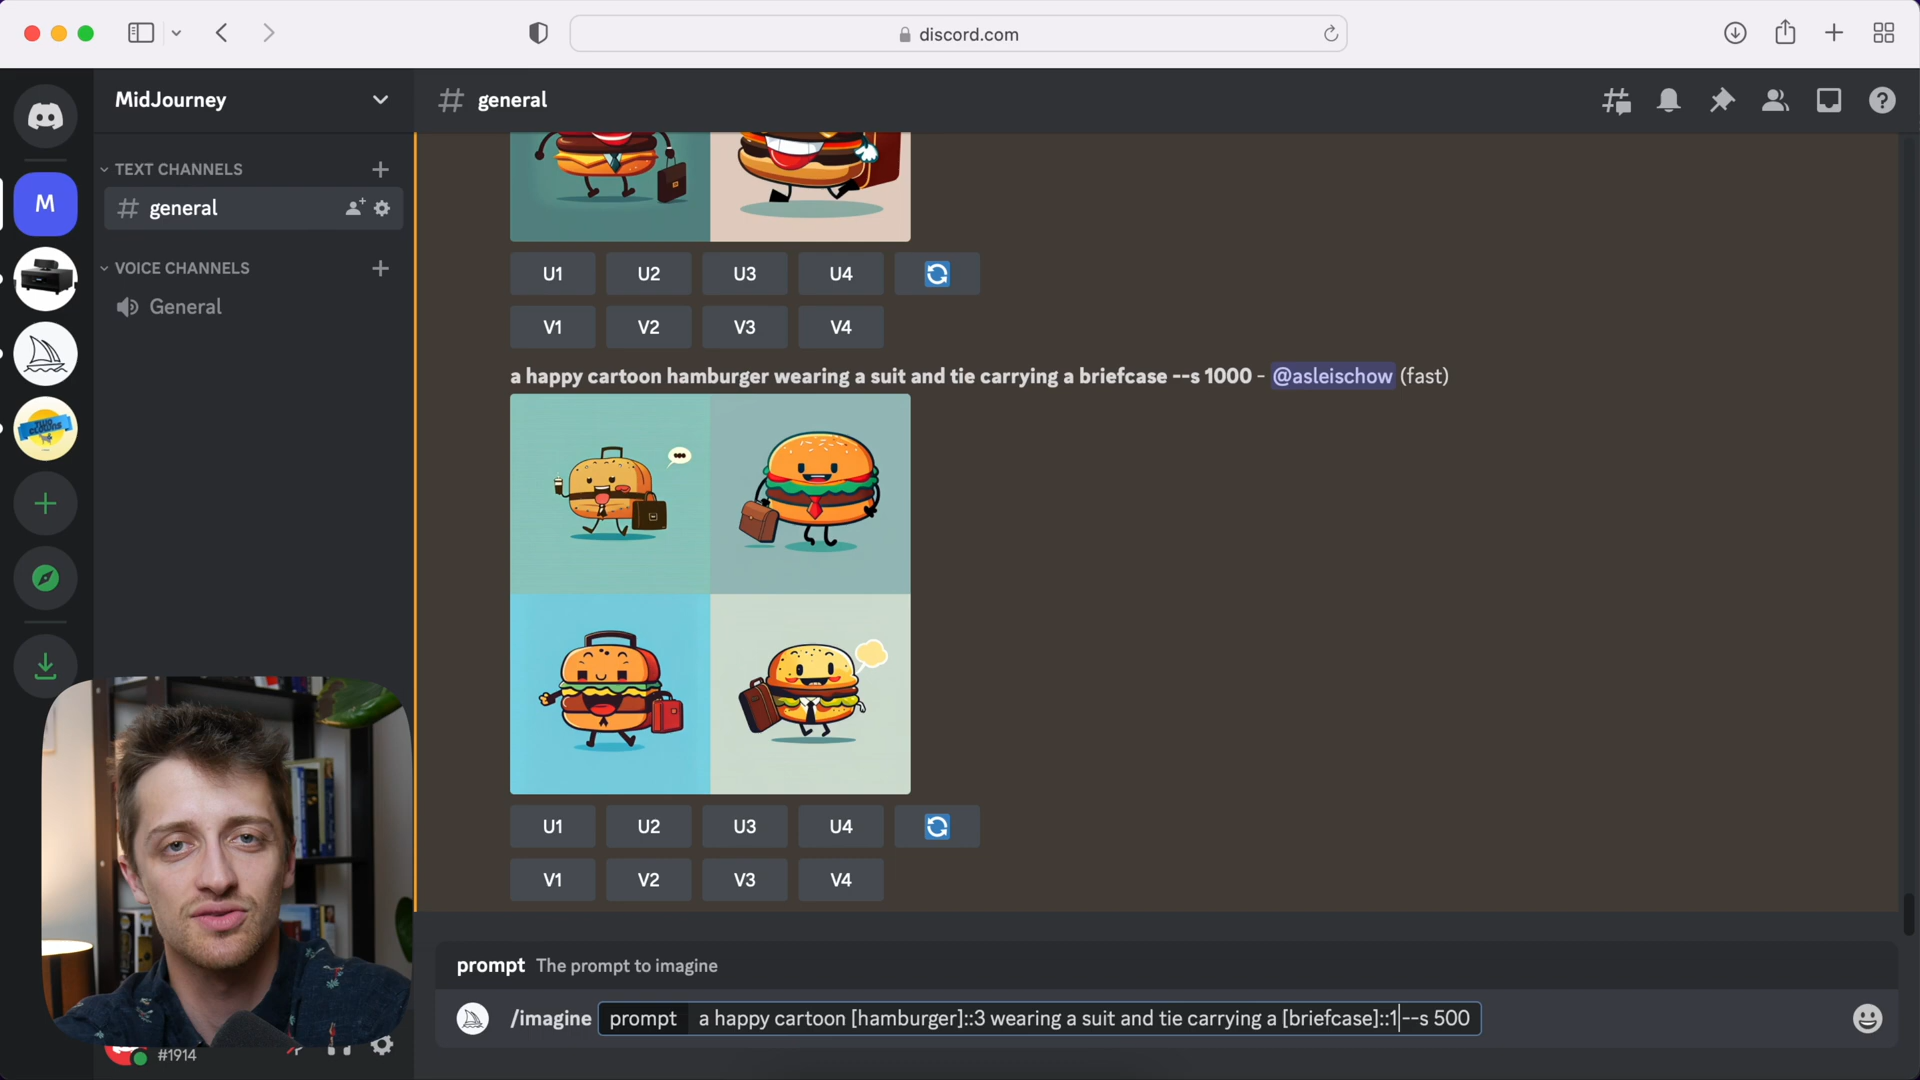 discord.com
MidJourney
# general
TEXT CHANNELS
# general
VOICE CHANNELS
General
M
TWO CLOWNS
U1 U2 U3 U4
V1 V2 V3 V4
a happy cartoon hamburger wearing a suit and tie carrying a briefcase --s 1000 - @asleischow (fast)
U1 U2 U3 U4
V1 V2 V3 V4
prompt The prompt to imagine
/imagine prompt a happy cartoon [hamburger]::3 wearing a suit and tie carrying a [briefcase]::1 --s 500
#1914